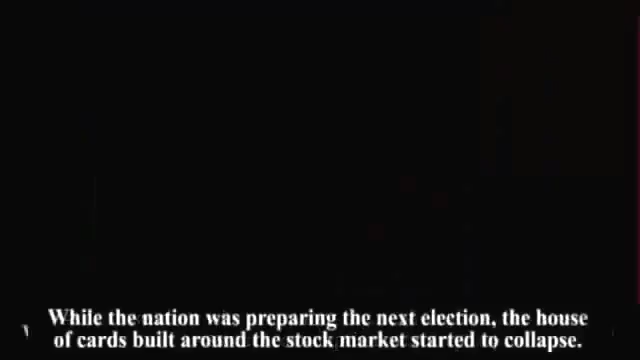 While the nation was preparing the next election, the house
of cards built around the stock market started to collapse.